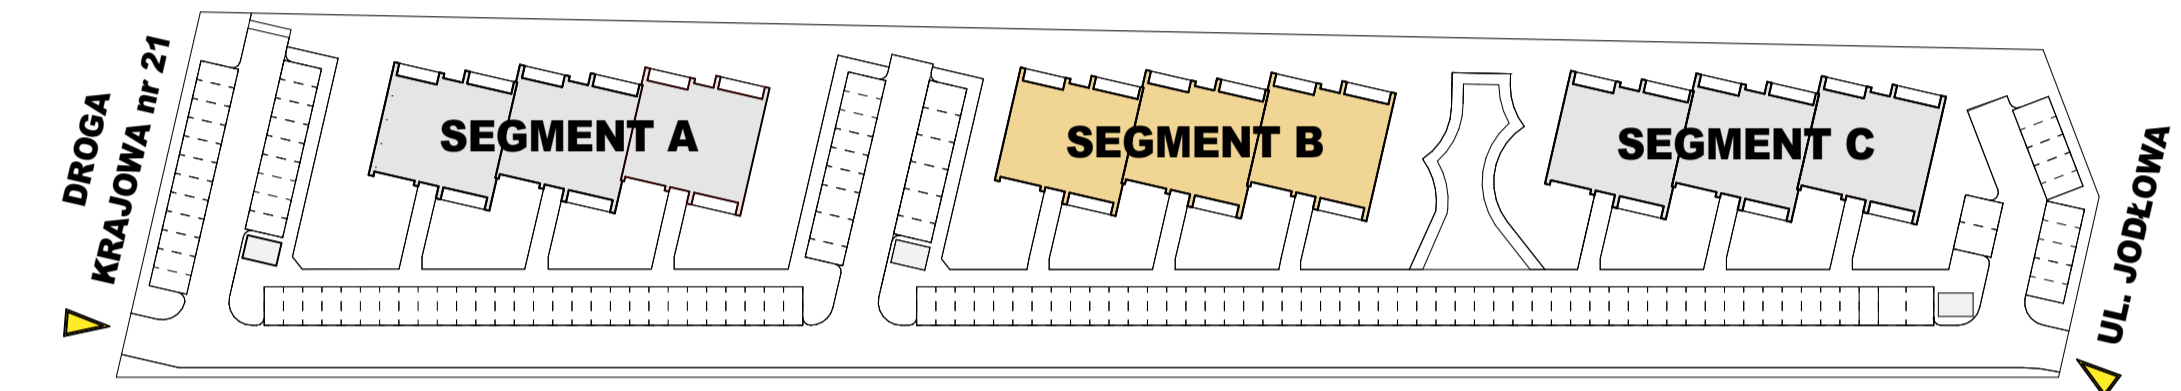 DROGA
KRAJOWA nr 21
SEGMENT A
SEGMENT B
SEGMENT C
UL. JODŁOWA